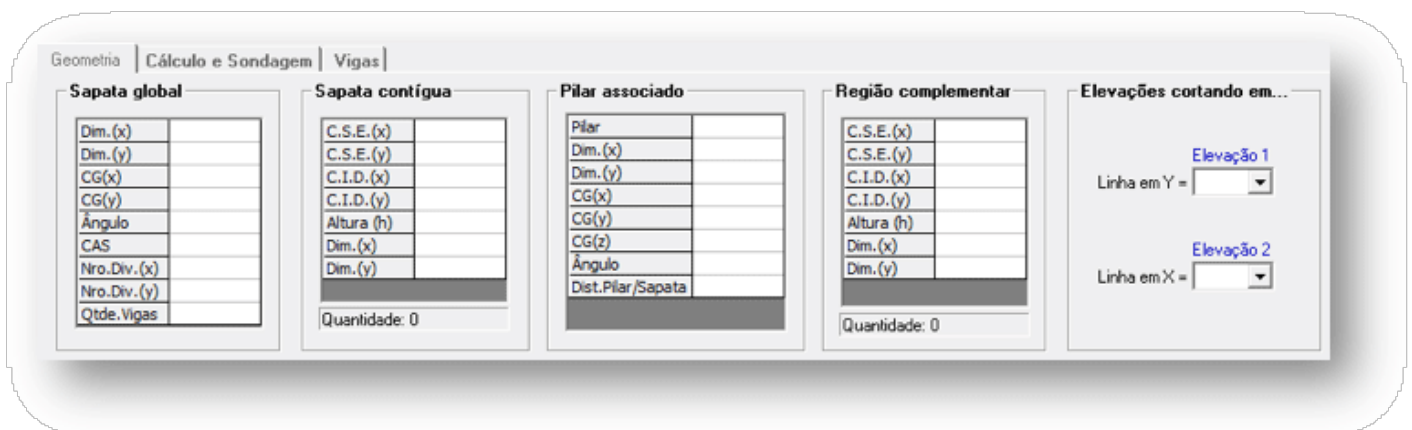 Geometria Cálculo e Sondagem Vigas
Sapata global
Dim.(x)
Dim.(y)
CG(x)
CG(y)
Ângulo
CAS
Nro.Div.(x)
Nro.Div.(y)
Qtde.Vigas
Sapata contígua
C.S.E.(x)
C.S.E.(y)
C.I.D.(x)
C.I.D.(y)
Altura (h)
Dim.(x)
Dim.(y)
Quantidade: 0
Pilar associado
Pilar
Dim.(x)
Dim.(y)
CG(x)
CG(y)
CG(z)
Ângulo
Dist.Pilar/Sapata
Região complementar
C.S.E.(x)
C.S.E.(y)
C.I.D.(x)
C.I.D.(y)
Altura (h)
Dim.(x)
Dim.(y)
Quantidade: 0
Elevações cortando em...
Elevação 1
Linha em Y =
Elevação 2
Linha em X =